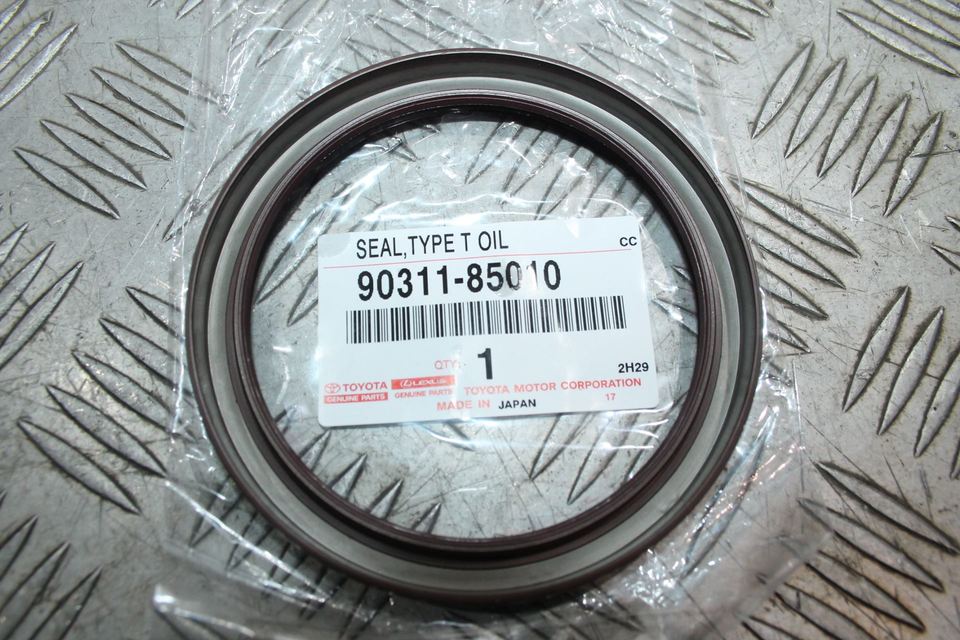 SEAL,TYPE T OIL
CC
90311-85010
QTY: 1
2H29
TOYOTA LEXUS TOYOTA MOTOR CORPORATION
GENUINE PARTS GENUINE PARTS 17
MADE IN JAPAN